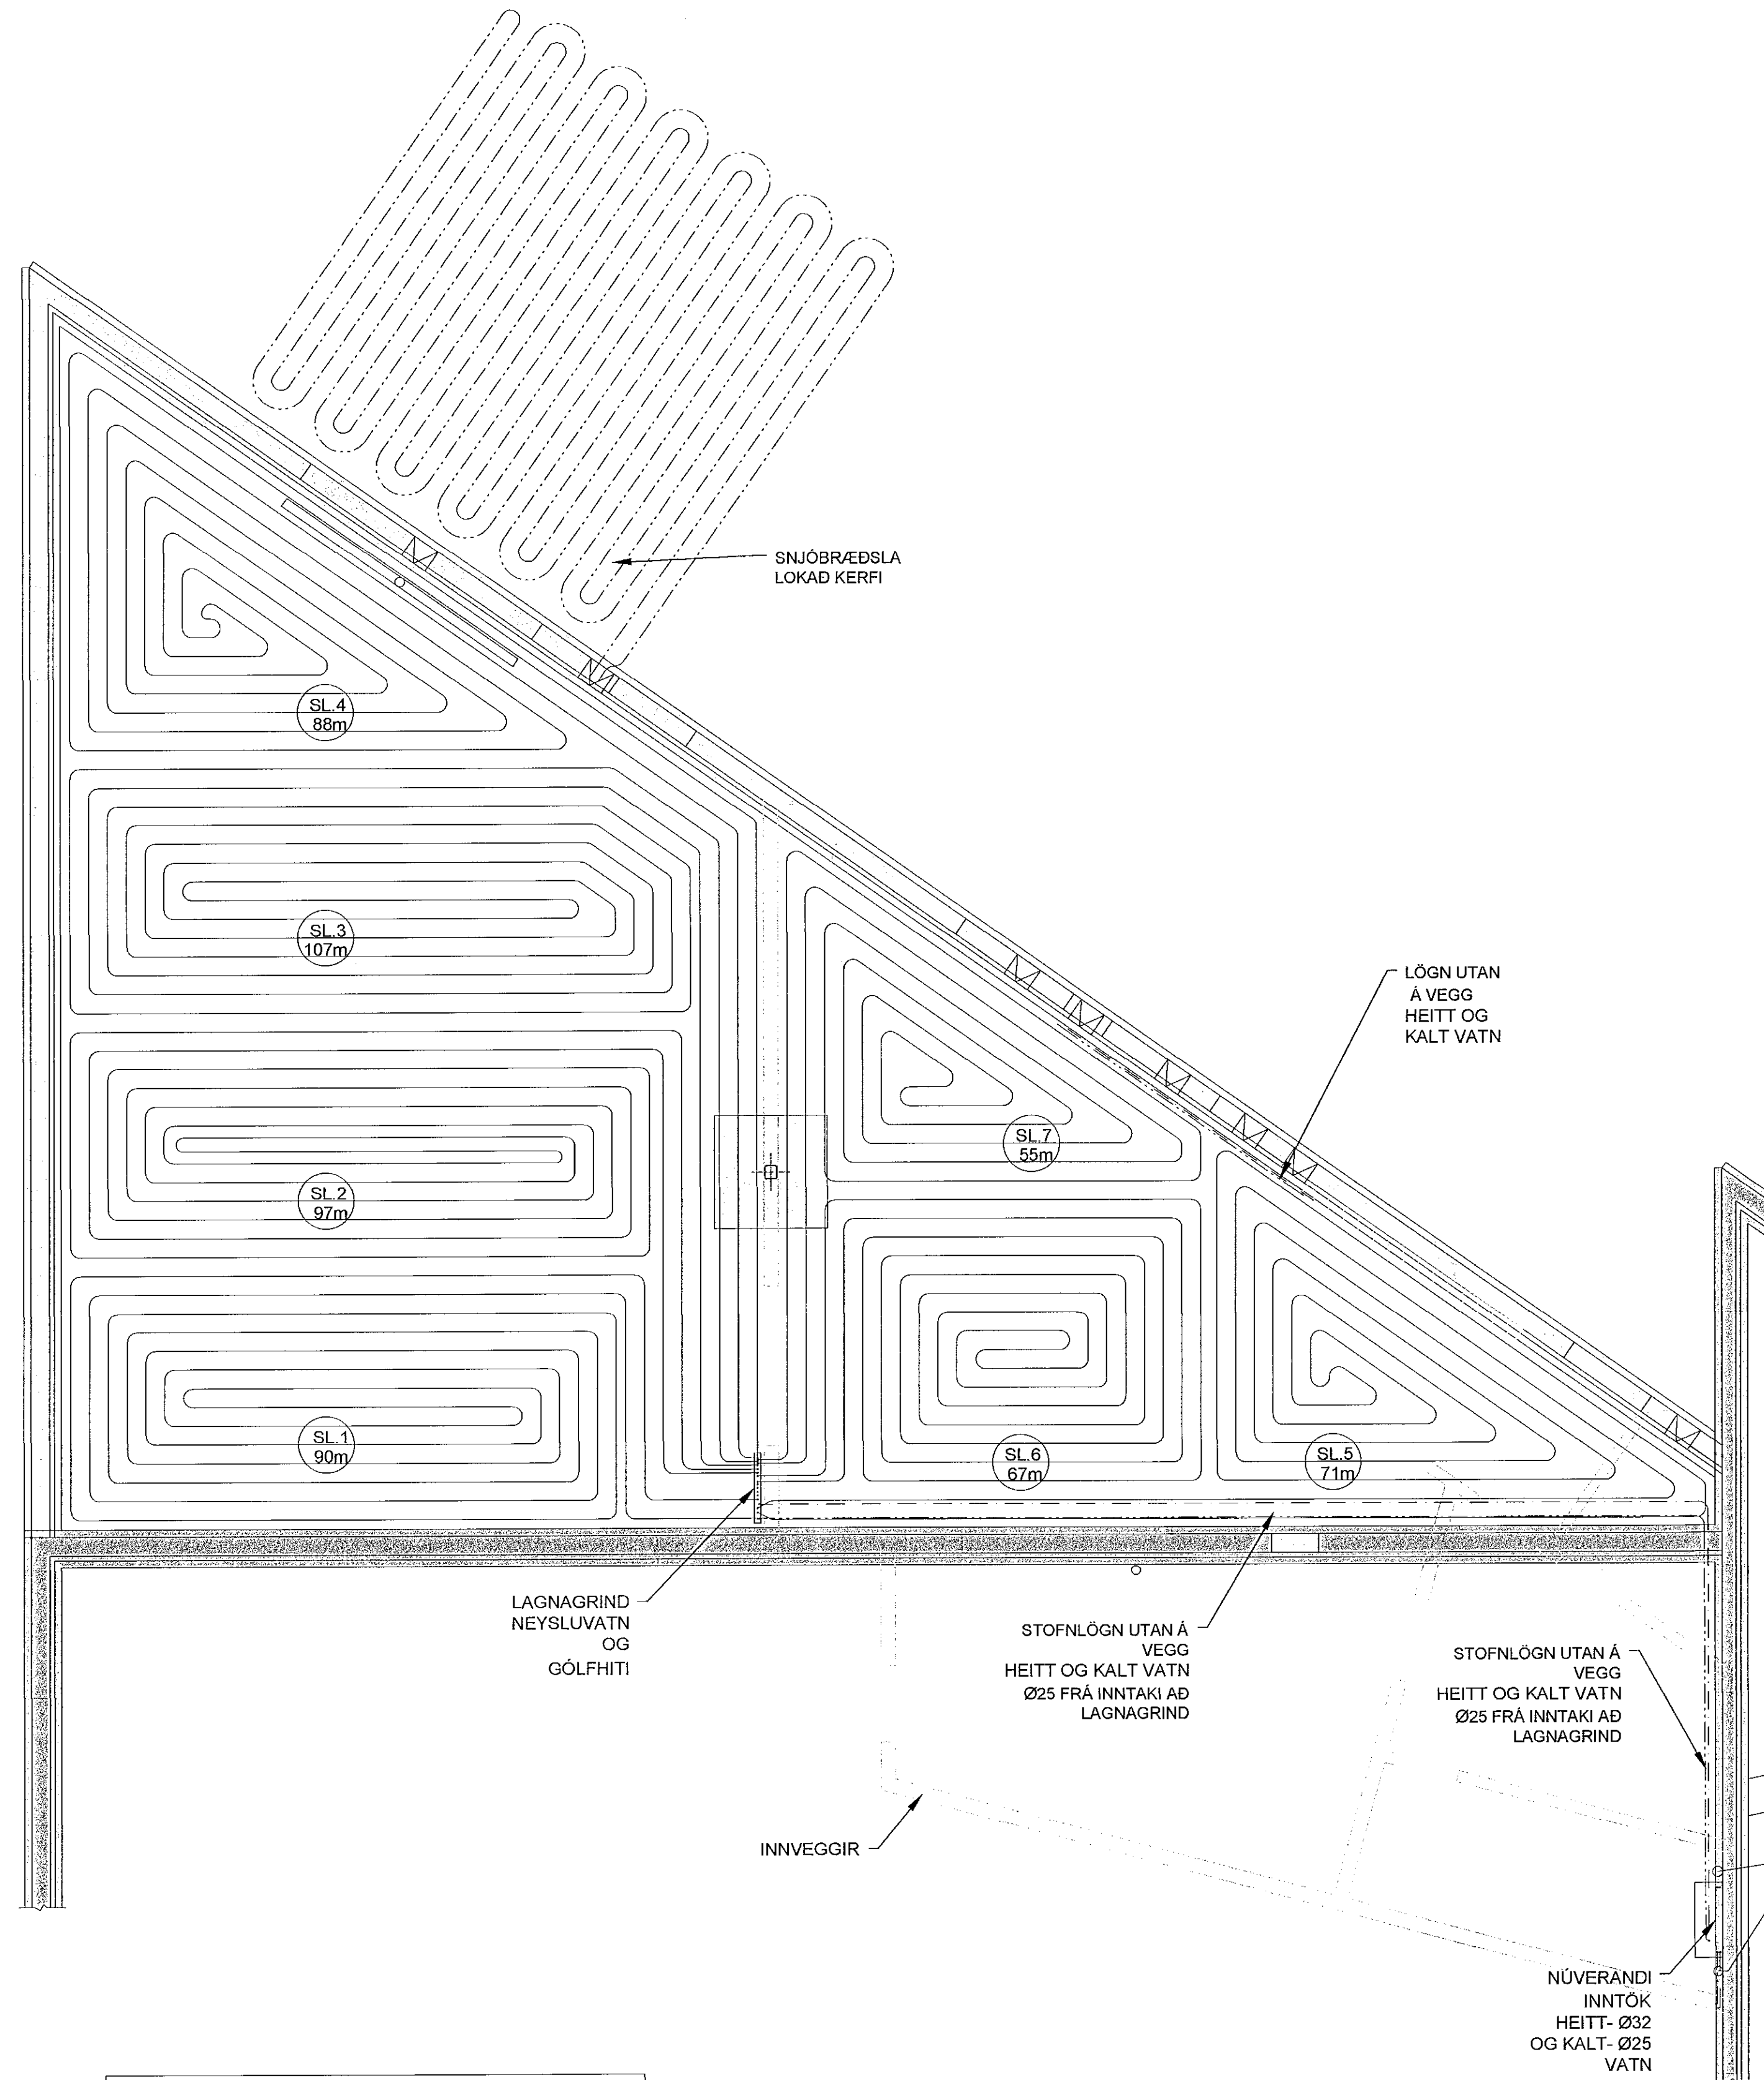 SNJÓBRÆÐSLA
LOKAÐ KERFI
SL.4
88m
SL.3
107m
LÖGN UTAN
Á VEGG
HEITT OG
KALT VATN
SL.7
55m
SL.2
97m
SL.1
90m
SL.6
67m
SL.5
71m
LAGNAGRIND
NEYSLUVATN
OG
GÓLFHITI
STOFNLÖGN UTAN Á
VEGG
HEITT OG KALT VATN
Ø25 FRÁ INNTAKI AÐ
LAGNAGRIND
STOFNLÖGN UTAN Á
VEGG
HEITT OG KALT VATN
Ø25 FRÁ INNTAKI AÐ
LAGNAGRIND
INNVEGGIR
NÚVERANDI
INNTÖK
HEITT- Ø32
OG KALT- Ø25
VATN